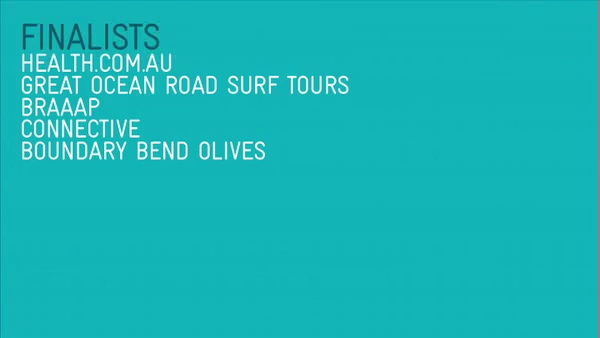 FINALISTS
HEALTH.COM.AU
GREAT OCEAN ROAD SURF TOURS
BRAAAP
CONNECTIVE
BOUNDARY BEND OLIVES